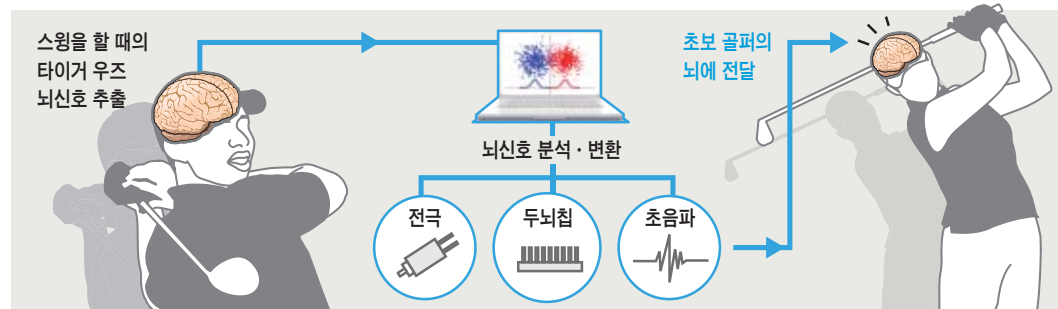 스윙을 할 때의
타이거 우즈
뇌신호 추출
뇌신호 분석 · 변환
전극
두뇌칩
초음파
초보 골퍼의
뇌에 전달